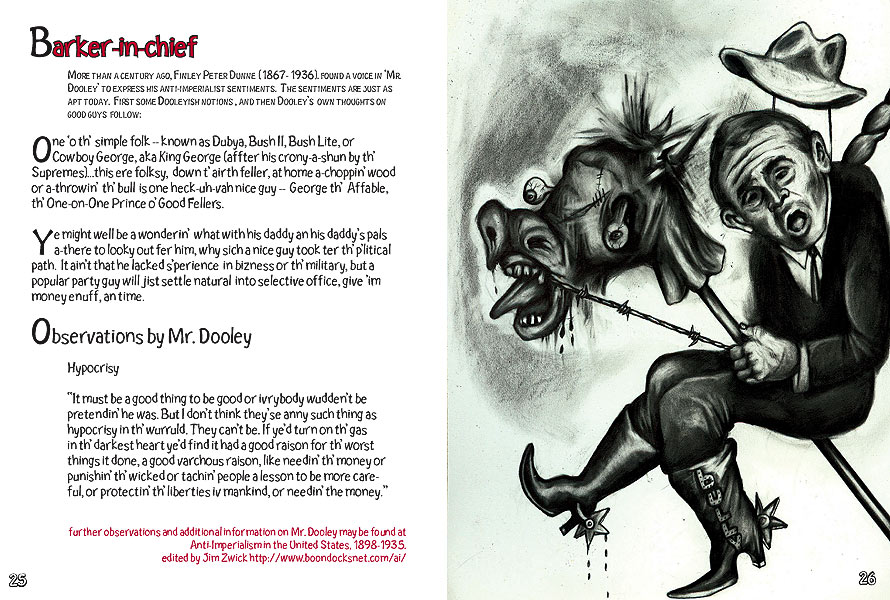 Barker-in-chief
More than a century ago, Finley Peter Dunne (1867- 1936). found a voice in 'Mr.
Dooley' to express his anti-imperialist sentiments. The sentiments are just as
apt today. First some Dooleyish notions, and then Dooley's own thoughts on
good guys follow:
One 'o th' simple folk -- known as Dubya, Bush II, Bush Lite, or
Cowboy George, aka King George (affter his crony-a-shun by th'
Supremes)...this ere folksy, down t' airth feller, at home a-choppin' wood
or a-throwin' th' bull is one heck-uh-vah nice guy -- George th' Affable,
th' One-on-One Prince o' Good Fellers.
Ye might well be a wonderin' what with his daddy an his daddy's pals
a-there to looky out fer him, why sich a nice guy took ter th' p'litical
path. It ain't that he lacked s'perience in bizness or th' military, but a
popular party guy will jist settle natural into selective office, give 'im
money enuff, an time.
Observations by Mr. Dooley
Hypocrisy
"It must be a good thing to be good or ivrybody wudden't be
pretendin' he was. But I don't think they'se anny such thing as
hypocrisy in th' wurruld. They can't be. If ye'd turn on th' gas
in th' darkest heart ye'd find it had a good raison for th' worst
things it done, a good varchous raison, like needin' th' money or
punishin' th' wicked or tachin' people a lesson to be more care-
ful, or protectin' th' liberties iv mankind, or needin' the money."
further observations and additional information on Mr. Dooley may be found at
Anti-Imperialism in the United States, 1898-1935.
edited by Jim Zwick http://www.boondocksnet.com/ai/
25
BULLY
26